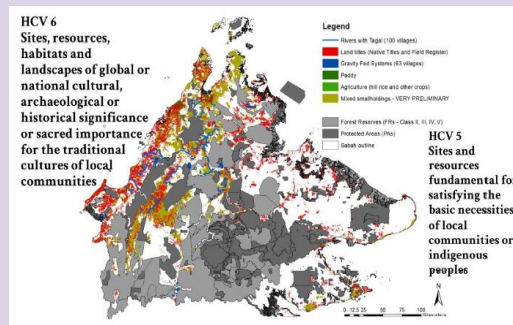 HCV 6
Sites, resources,
habitats and
landscapes of global or
national cultural,
archaeological or
historical significance
or sacred importance
for the traditional
cultures of local
communities
Legend
Rivers with Tagal (100 villages)
Land titles (Native Titles and Field Register)
Gravity Fed Systems (63 villages)
Paddy
Agriculture (hill rice and other crops)
Mixed smallholdings - VERY PRELIMINARY
Forest Reserves (FRs - Class II, III, IV, V)
Protected Areas (PAs)
Sabah outline
HCV 5
Sites and
resources
fundamental for
satisfying the
basic necessities
of local
communities or
indigenous
peoples
N
0 12.5 25 50 75 100